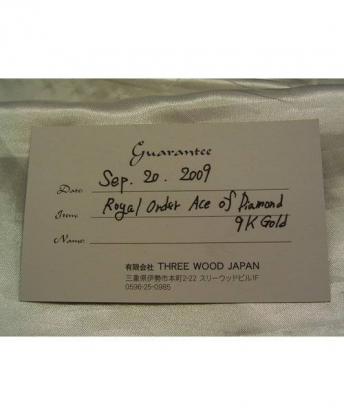 Guarantee
Date: Sep. 20. 2009
Item: Royal Order Ace of Diamond
9K Gold
Name:
有限会社 THREE WOOD JAPAN
三重県伊勢市本町2-22 スリーウッドビル1F
0596-25-0985